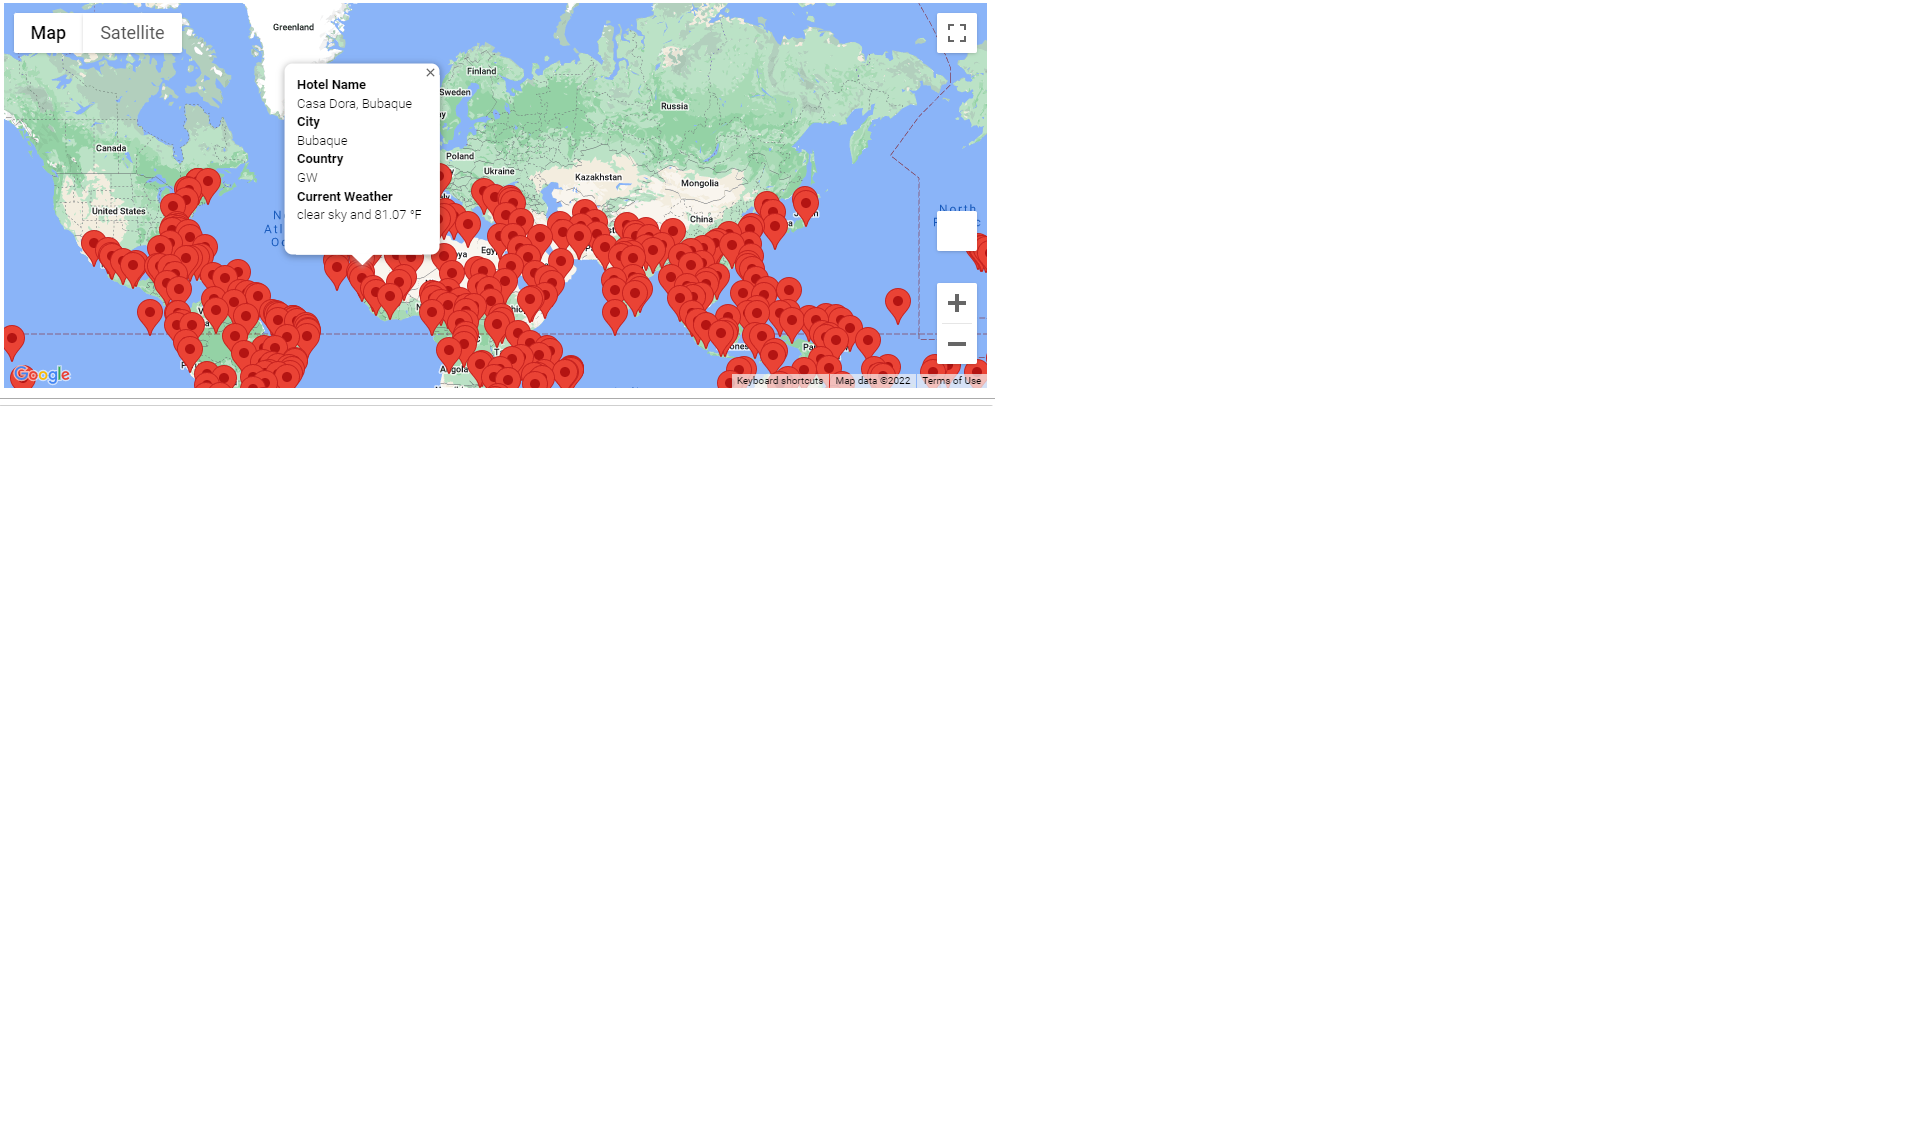 Map
Satellite
Greenland
Finland
Sweden
Russia
Canada
Poland
Ukraine
Kazakhstan
Mongolia
United States
China
North
Hotel Name
Casa Dora, Bubaque
City
Bubaque
Country
GW
Current Weather
clear sky and 81.07 °F
Angola
Google
Keyboard shortcuts
Map data ©2022
Terms of Use